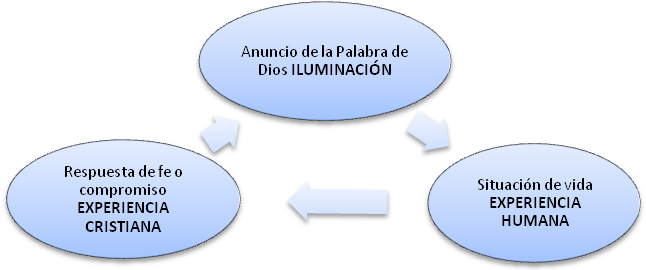 Anuncio de la Palabra de
Dios ILUMINACIÓN
Respuesta de fe o
compromiso
EXPERIENCIA
CRISTIANA
Situación de vida
EXPERIENCIA
HUMANA